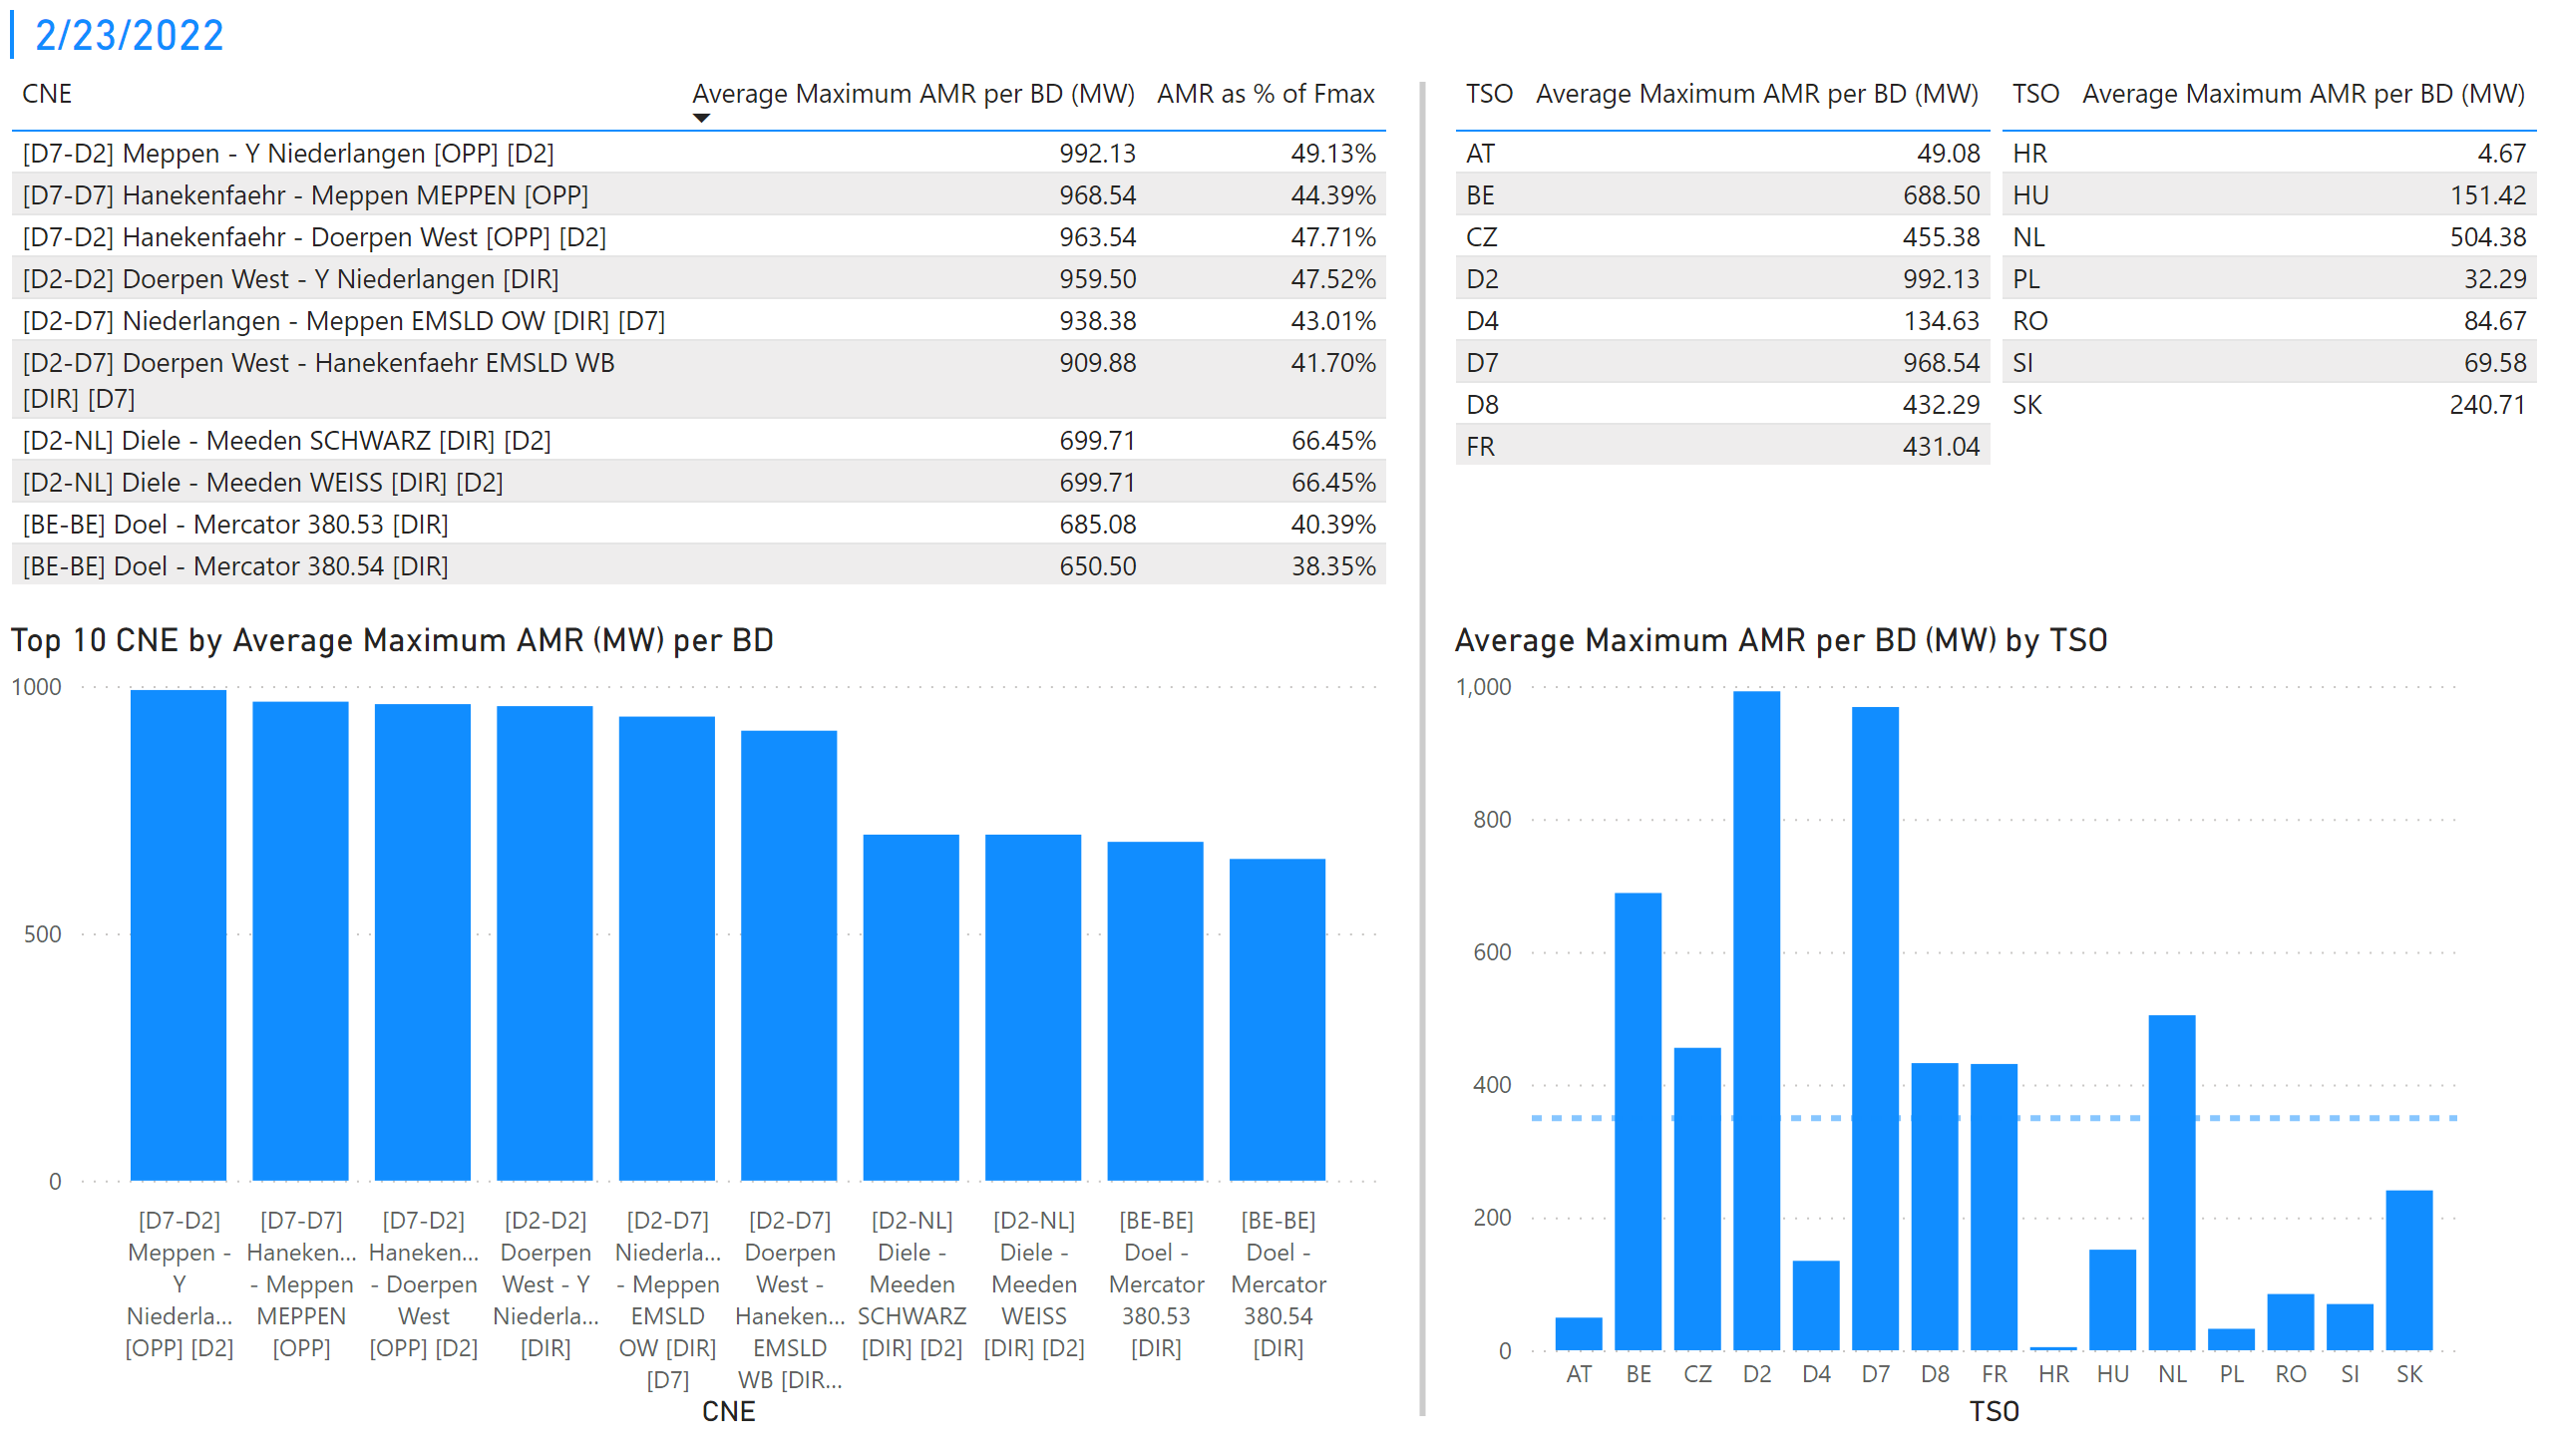 2/23/2022
CNE Average Maximum AMR per BD (MW) AMR as % of Fmax
[D7-D2] Meppen - Y Niederlangen [OPP] [D2] 992.13 49.13%
[D7-D7] Hanekenfaehr - Meppen MEPPEN [OPP] 968.54 44.39%
[D7-D2] Hanekenfaehr - Doerpen West [OPP] [D2] 963.54 47.71%
[D2-D2] Doerpen West - Y Niederlangen [DIR] 959.50 47.52%
[D2-D7] Niederlangen - Meppen EMSLD OW [DIR] [D7] 938.38 43.01%
[D2-D7] Doerpen West - Hanekenfaehr EMSLD WB 909.88 41.70%
[DIR] [D7]
[D2-NL] Diele - Meeden SCHWARZ [DIR] [D2] 699.71 66.45%
[D2-NL] Diele - Meeden WEISS [DIR] [D2] 699.71 66.45%
[BE-BE] Doel - Mercator 380.53 [DIR] 685.08 40.39%
[BE-BE] Doel - Mercator 380.54 [DIR] 650.50 38.35%
TSO Average Maximum AMR per BD (MW)
AT 49.08
BE 688.50
CZ 455.38
D2 992.13
D4 134.63
D7 968.54
D8 432.29
FR 431.04
TSO Average Maximum AMR per BD (MW)
HR 4.67
HU 151.42
NL 504.38
PL 32.29
RO 84.67
SI 69.58
SK 240.71
Top 10 CNE by Average Maximum AMR (MW) per BD
1000
500
0
[D7-D2]
Meppen -
Y
Niederla...
[OPP] [D2]
[D7-D7]
Haneken...
- Meppen
MEPPEN
[OPP]
[D7-D2]
Haneken...
- Doerpen
West
[OPP] [D2]
[D2-D2]
Doerpen
West - Y
Niederla...
[DIR]
[D2-D7]
Niederla...
- Meppen
EMSLD
OW [DIR]
[D7]
[D2-D7]
Doerpen
West -
Haneken...
EMSLD
WB [DIR...
[D2-NL]
Diele -
Meeden
SCHWARZ
[DIR] [D2]
[D2-NL]
Diele -
Meeden
WEISS
[DIR] [D2]
[BE-BE]
Doel -
Mercator
380.53
[DIR]
[BE-BE]
Doel -
Mercator
380.54
[DIR]
CNE
Average Maximum AMR per BD (MW) by TSO
1,000
800
600
400
200
0
AT BE CZ D2 D4 D7 D8 FR HR HU NL PL RO SI SK
TSO